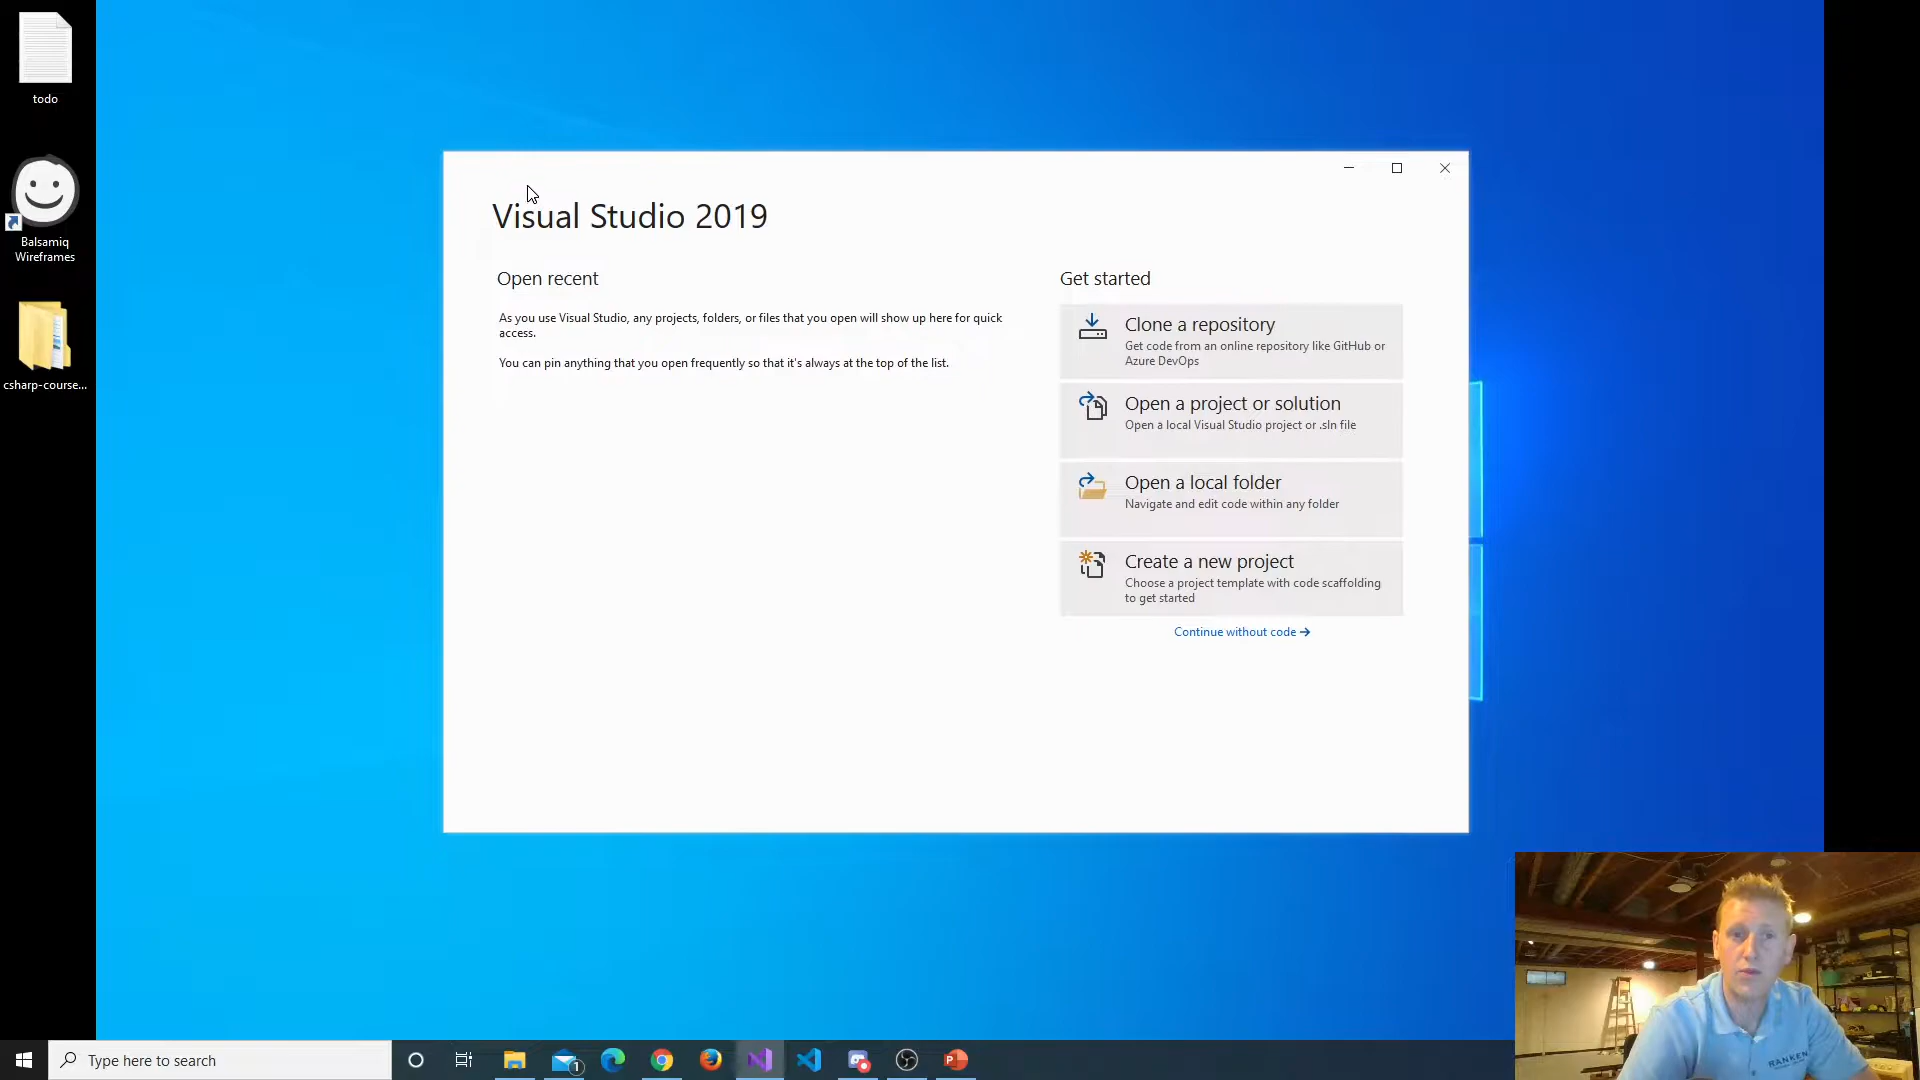 todo
Balsamiq
Wireframes
csharp-course...
Visual Studio 2019
Open recent
As you use Visual Studio, any projects, folders, or files that you open will show up here for quick
access.
You can pin anything that you open frequently so that it's always at the top of the list.
Get started
Clone a repository
Get code from an online repository like GitHub or
Azure DevOps
Open a project or solution
Open a local Visual Studio project or .sln file
Open a local folder
Navigate and edit code within any folder
Create a new project
Choose a project template with code scaffolding
to get started
Continue without code →
Type here to search
1
P
RANKEN